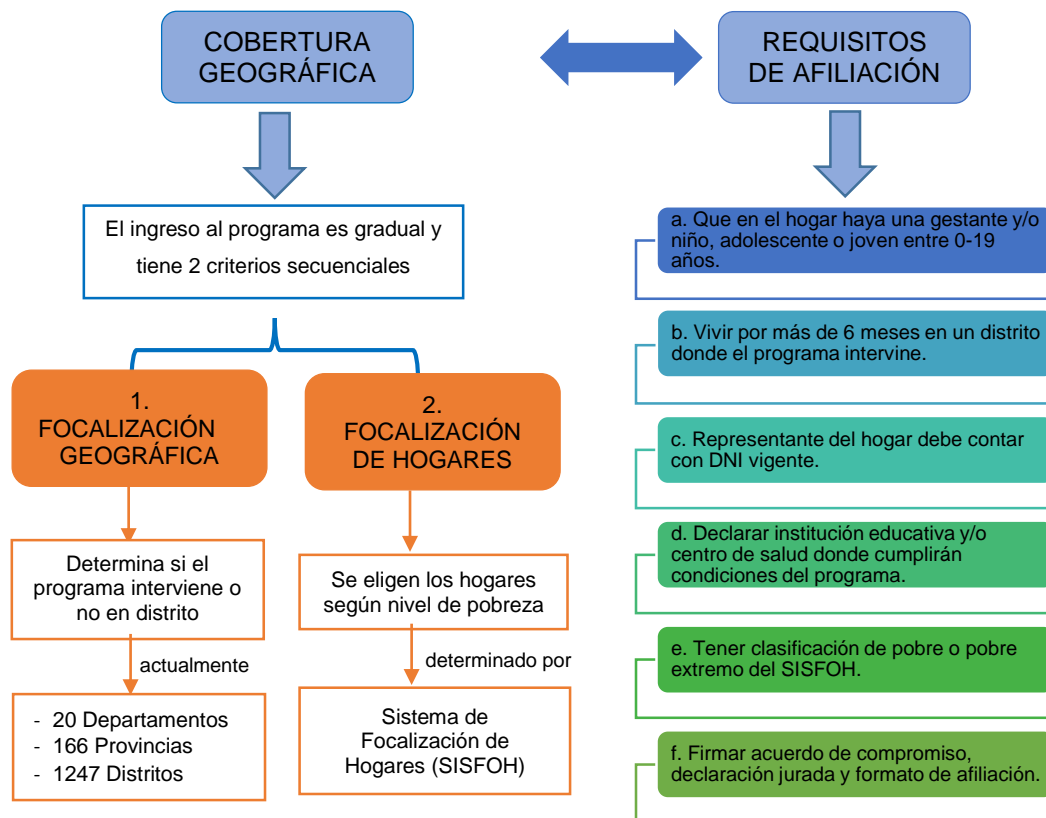 COBERTURA
GEOGRÁFICA
El ingreso al programa es gradual y
tiene 2 criterios secuenciales
1.
FOCALIZACIÓN
GEOGRÁFICA
Determina si el
programa interviene o
no en distrito
actualmente
- 20 Departamentos
- 166 Provincias
- 1247 Distritos
2.
FOCALIZACIÓN
DE HOGARES
Se eligen los hogares
según nivel de pobreza
determinado por
Sistema de
Focalización de
Hogares (SISFOH)
REQUISITOS
DE AFILIACIÓN
a. Que en el hogar haya una gestante y/o
niño, adolescente o joven entre 0-19
años.
b. Vivir por más de 6 meses en un distrito
donde el programa intervine.
c. Representante del hogar debe contar
con DNI vigente.
d. Declarar institución educativa y/o
centro de salud donde cumplirán
condiciones del programa.
e. Tener clasificación de pobre o pobre
extremo del SISFOH.
f. Firmar acuerdo de compromiso,
declaración jurada y formato de afiliación.